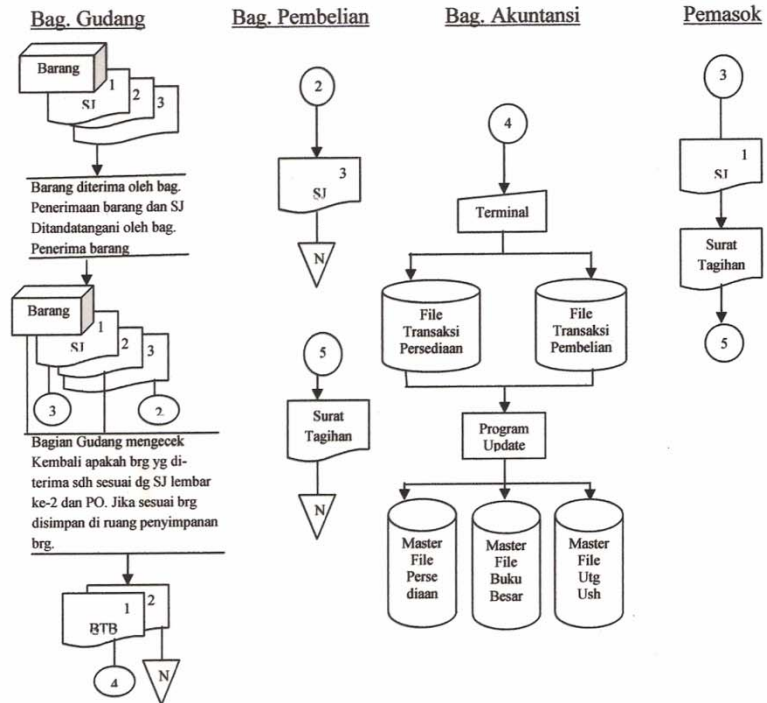 Bag. Gudang
Barang
SJ
1
2
3
Barang diterima oleh bag.
Penerimaan barang dan SJ
Ditandatangani oleh bag.
Penerima barang
Barang
SJ
1
2
3
3
2
Bagian Gudang mengecek
Kembali apakah brg yg di-
terima sdh sesuai dg SJ lembar
ke-2 dan PO. Jika sesuai brg
disimpan di ruang penyimpanan
brg.
BTB
1
2
4
N
Bag. Pembelian
2
3
SJ
N
5
Surat
Tagihan
N
Bag. Akuntansi
4
Terminal
File
Transaksi
Persediaan
File
Transaksi
Pembelian
Program
Update
Master
File
Perse
diaan
Master
File
Buku
Besar
Master
File
Utg
Ush
Pemasok
3
1
SJ
Surat
Tagihan
5